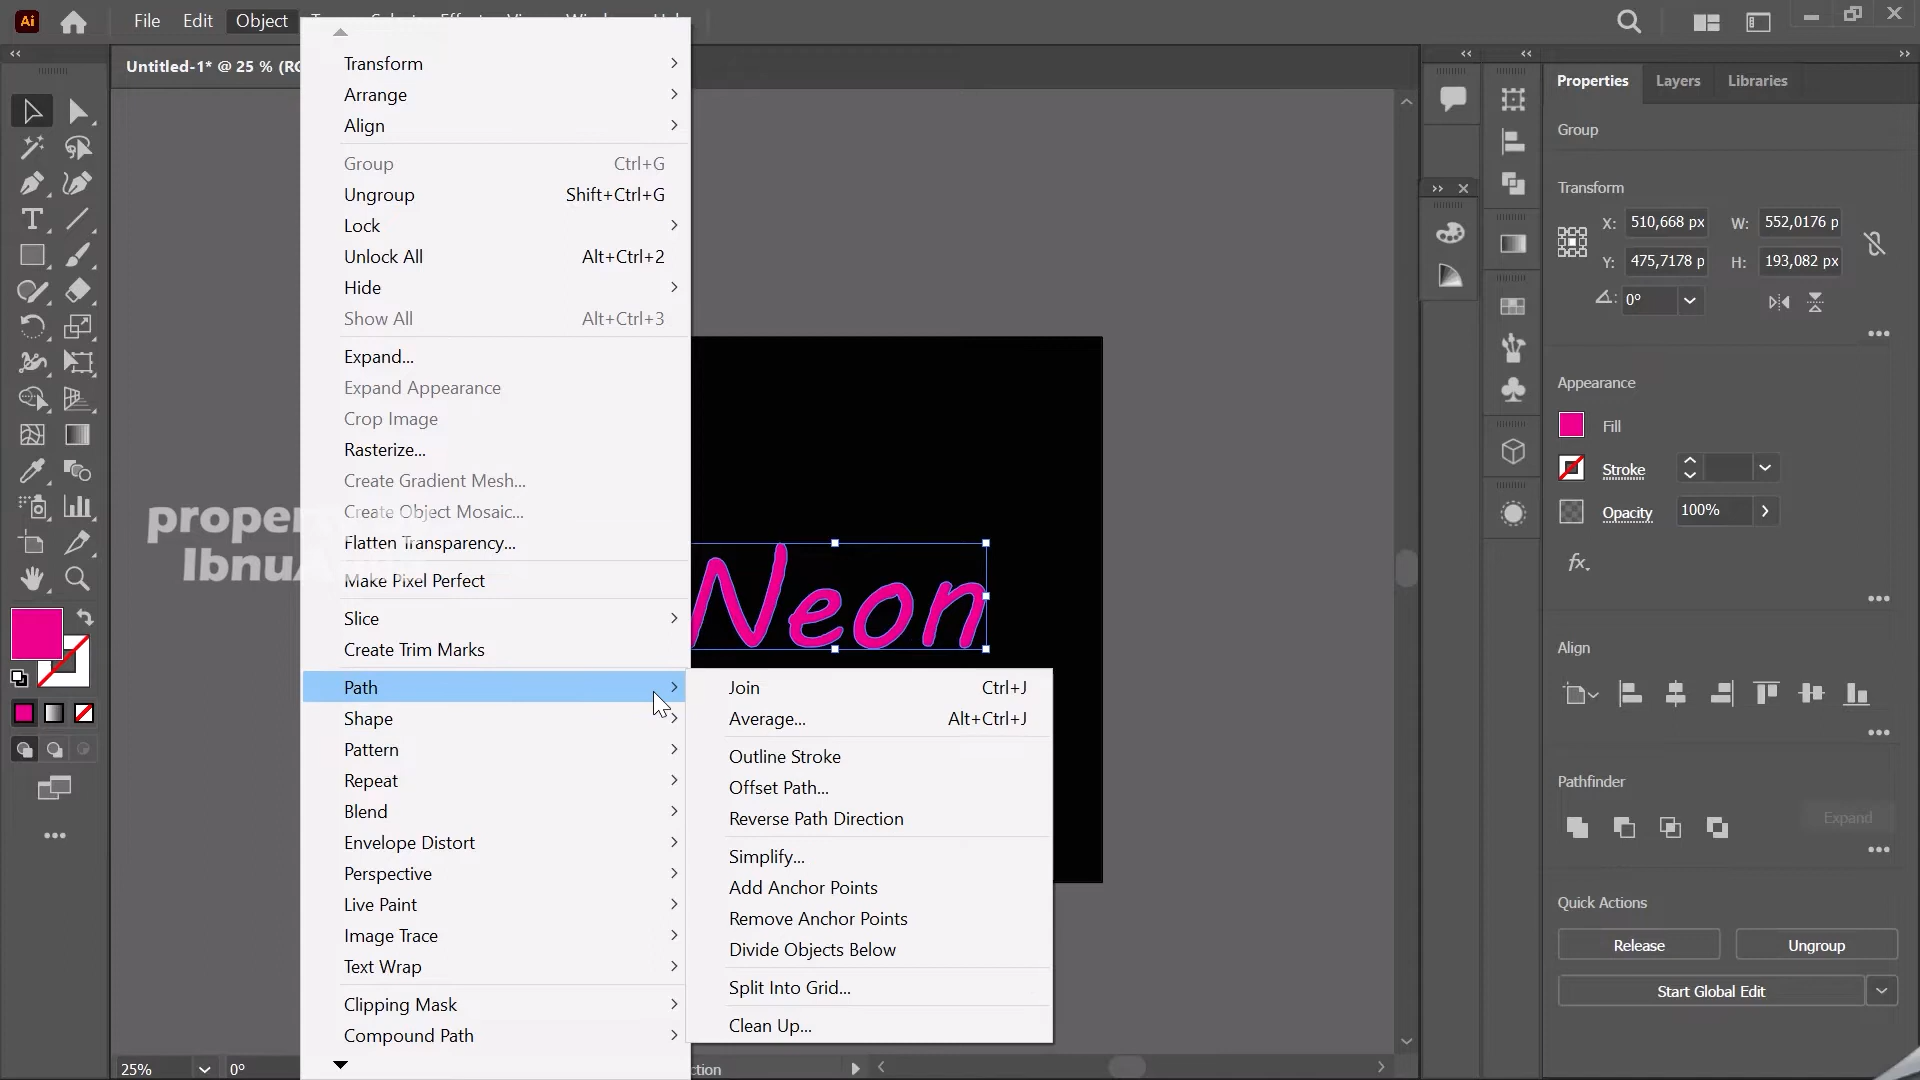 Ai
File Edit Object
Untitled-1* @ 25 % (R
Transform
Arrange
Align
Group Ctrl+G
Ungroup Shift+Ctrl+G
Lock
Unlock All Alt+Ctrl+2
Hide
Show All Alt+Ctrl+3
Expand...
Expand Appearance
Crop Image
Rasterize...
Create Gradient Mesh...
Create Object Mosaic...
Flatten Transparency...
Make Pixel Perfect
Slice
Create Trim Marks
Path
Shape
Pattern
Repeat
Blend
Envelope Distort
Perspective
Live Paint
Image Trace
Text Wrap
Clipping Mask
Compound Path
Join Ctrl+J
Average... Alt+Ctrl+J
Outline Stroke
Offset Path...
Reverse Path Direction
Simplify...
Add Anchor Points
Remove Anchor Points
Divide Objects Below
Split Into Grid...
Clean Up...
Neon
25% 0°
Properties Layers Libraries
Group
Transform
X: 510,668 px W: 552,0176 p
Y: 475,7178 p H: 193,082 px
0°
Appearance
Fill
Stroke
Opacity 100%
fx.
Align
Pathfinder
Expand
Quick Actions
Release Ungroup
Start Global Edit